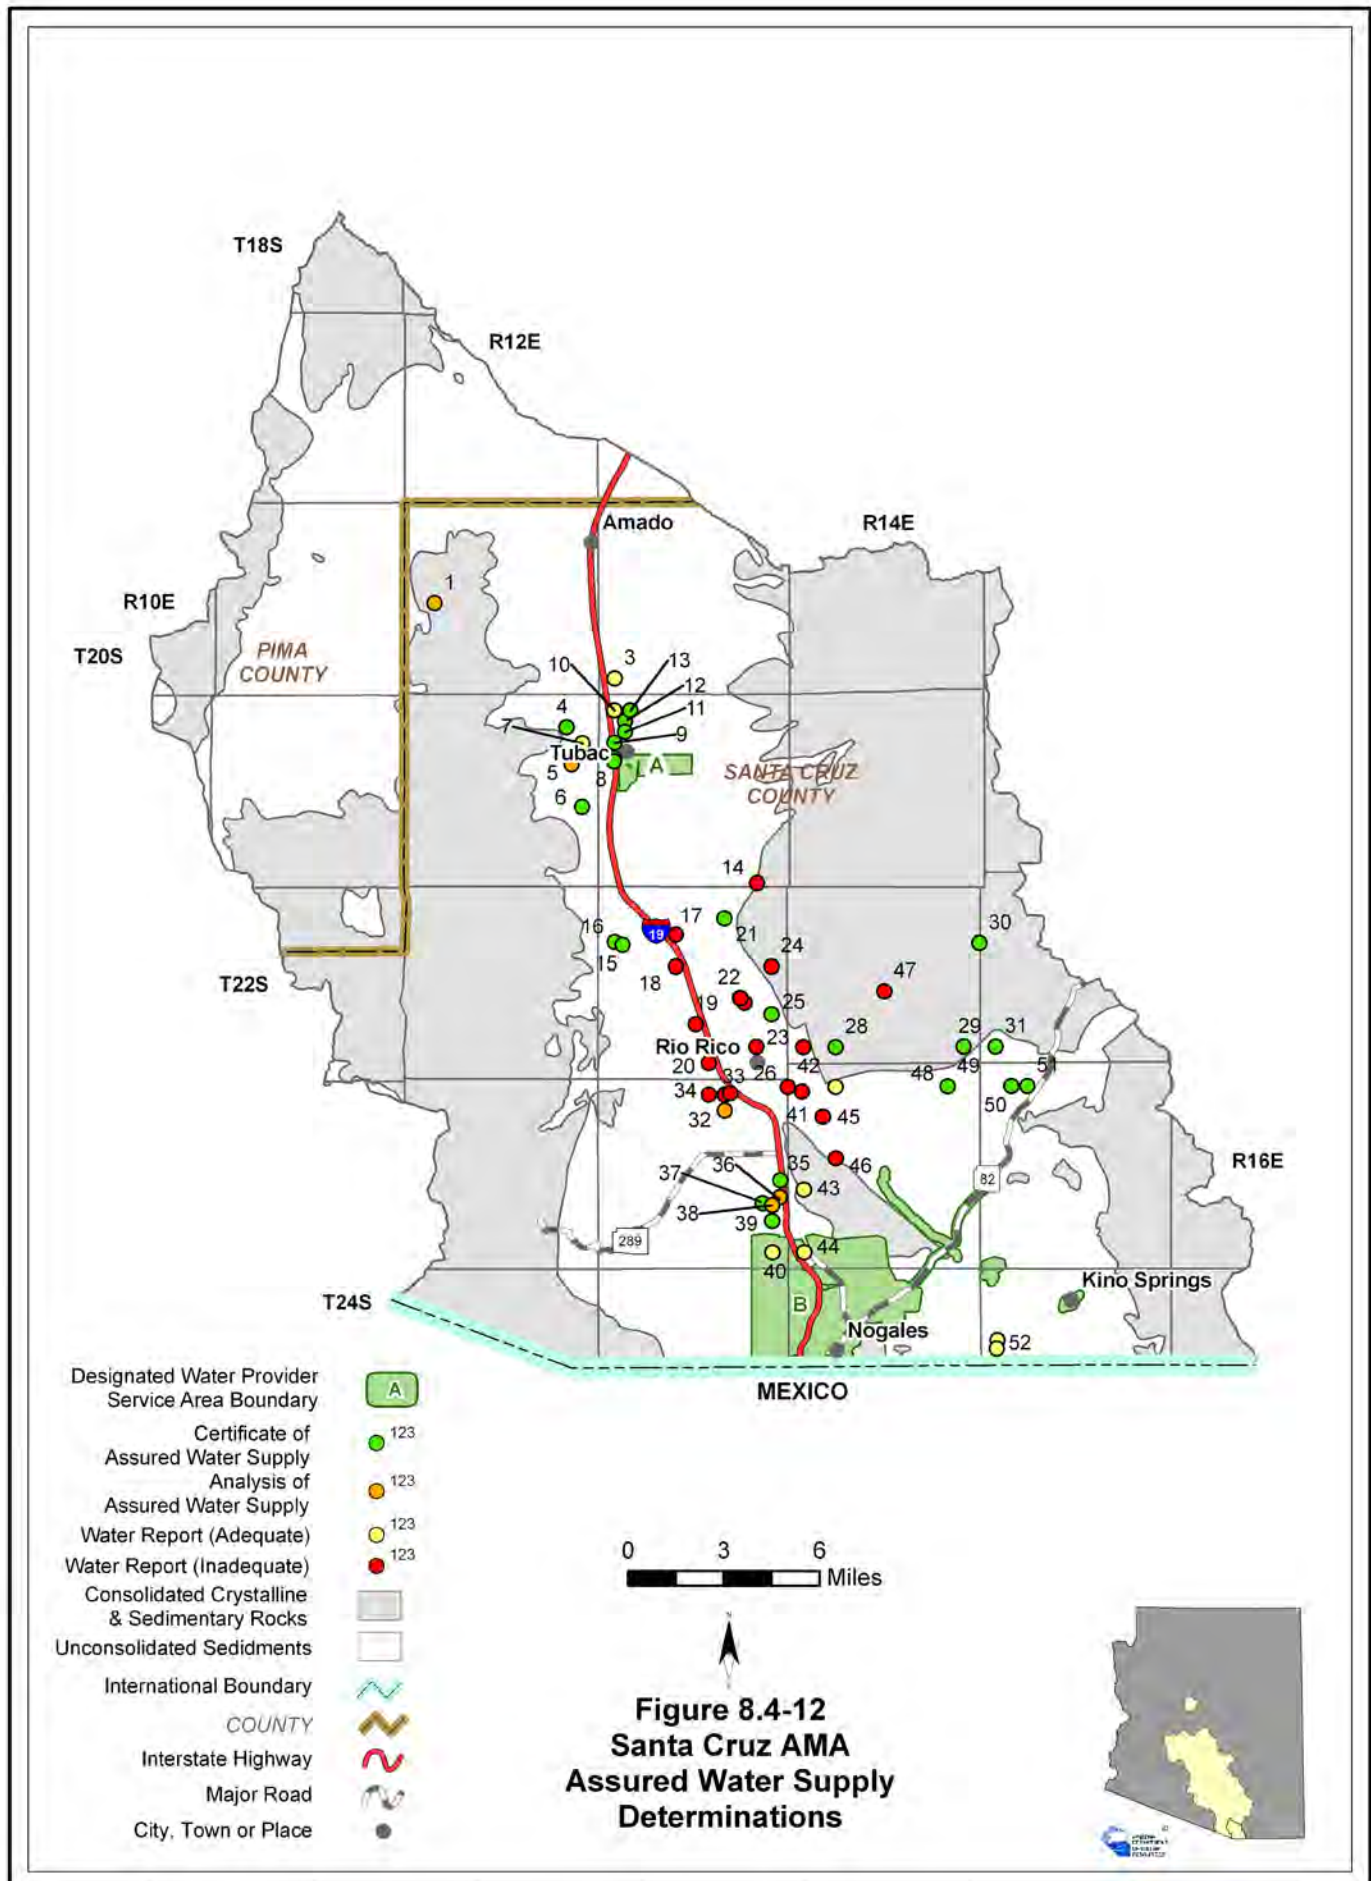 T18S
R12E
Amado
R14E
1
R10E
T20S
PIMA
COUNTY
3
13
10
12
11
4
7
9
Tubac
5
8
A
SANTA CRUZ
COUNTY
6
14
16
19
17
21
30
15
24
T22S
18
22
47
25
19
28
29
31
Rio Rico
23
42
20
33
26
48
49
51
34
50
32
41
45
36
35
46
R16E
37
43
82
38
39
289
44
40
Kino Springs
T24S
B
Nogales
52
MEXICO
Designated Water Provider
Service Area Boundary
A
Certificate of
Assured Water Supply
123
Analysis of
Assured Water Supply
123
Water Report (Adequate)
123
Water Report (Inadequate)
123
Consolidated Crystalline
& Sedimentary Rocks
Unconsolidated Sedidments
International Boundary
COUNTY
Interstate Highway
Major Road
City, Town or Place
0 3 6
Miles
N
Figure 8.4-12
Santa Cruz AMA
Assured Water Supply
Determinations